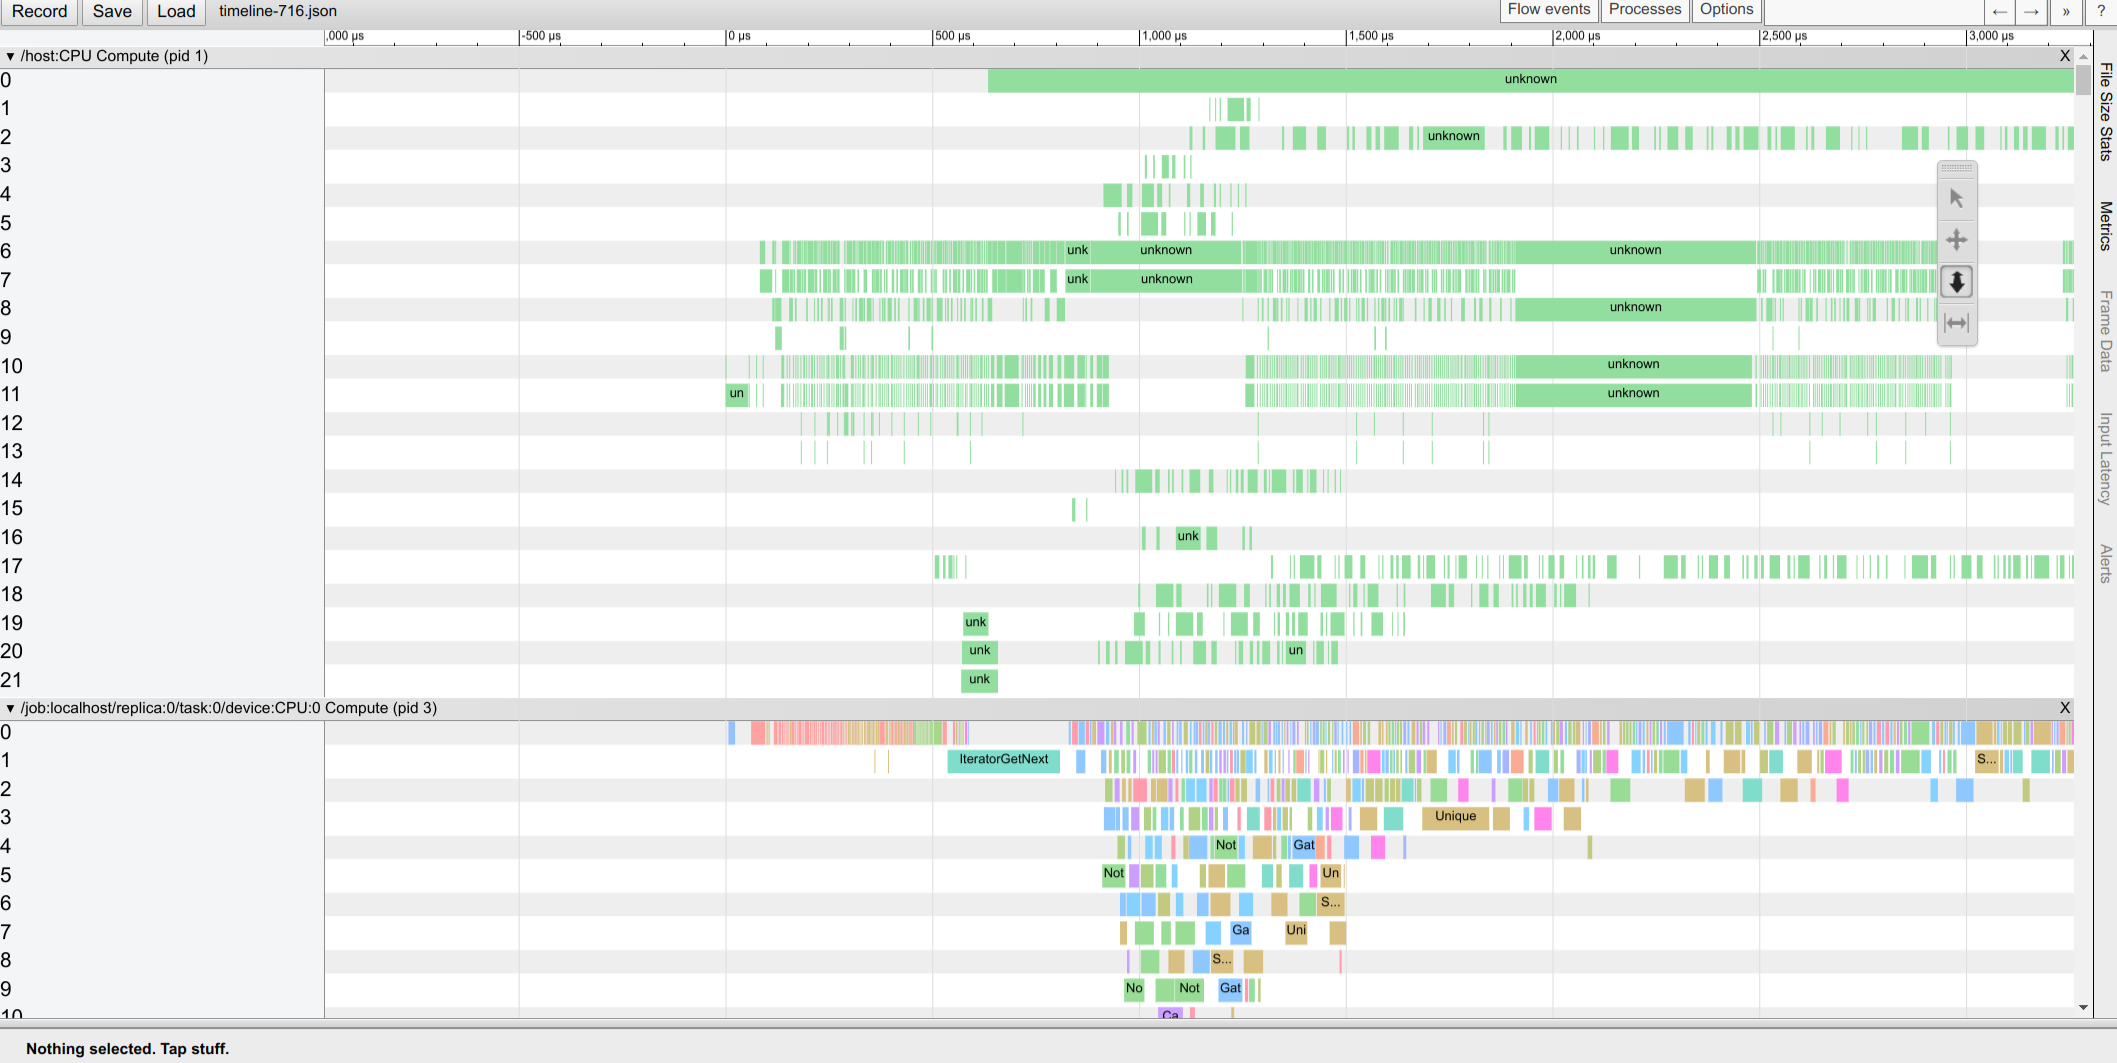 Record Save Load timeline-716.json Flow events Processes Options ← → » ?
,000 µs -500 µs 0 µs 500 µs 1,000 µs 1,500 µs 2,000 µs 2,500 µs 3,000 µs
▼ /host:CPU Compute (pid 1) X
0 unknown
1
2 unknown
3
4
5
6 unk unknown unknown
7 unk unknown
8 unknown
9
10 unknown
11 un unknown
12
13
14
15
16 unk
17
18
19 unk
20 unk un
21 unk
▼ /job:localhost/replica:0/task:0/device:CPU:0 Compute (pid 3) X
0
1 IteratorGetNext S...
2
3 Unique
4 Not Gat
5 Not Un
6 S...
7 Ga Uni
8 S...
9 No Not Gat
10 Ca
File Size Stats
Metrics
Frame Data
Input Latency
Alerts
Nothing selected. Tap stuff.